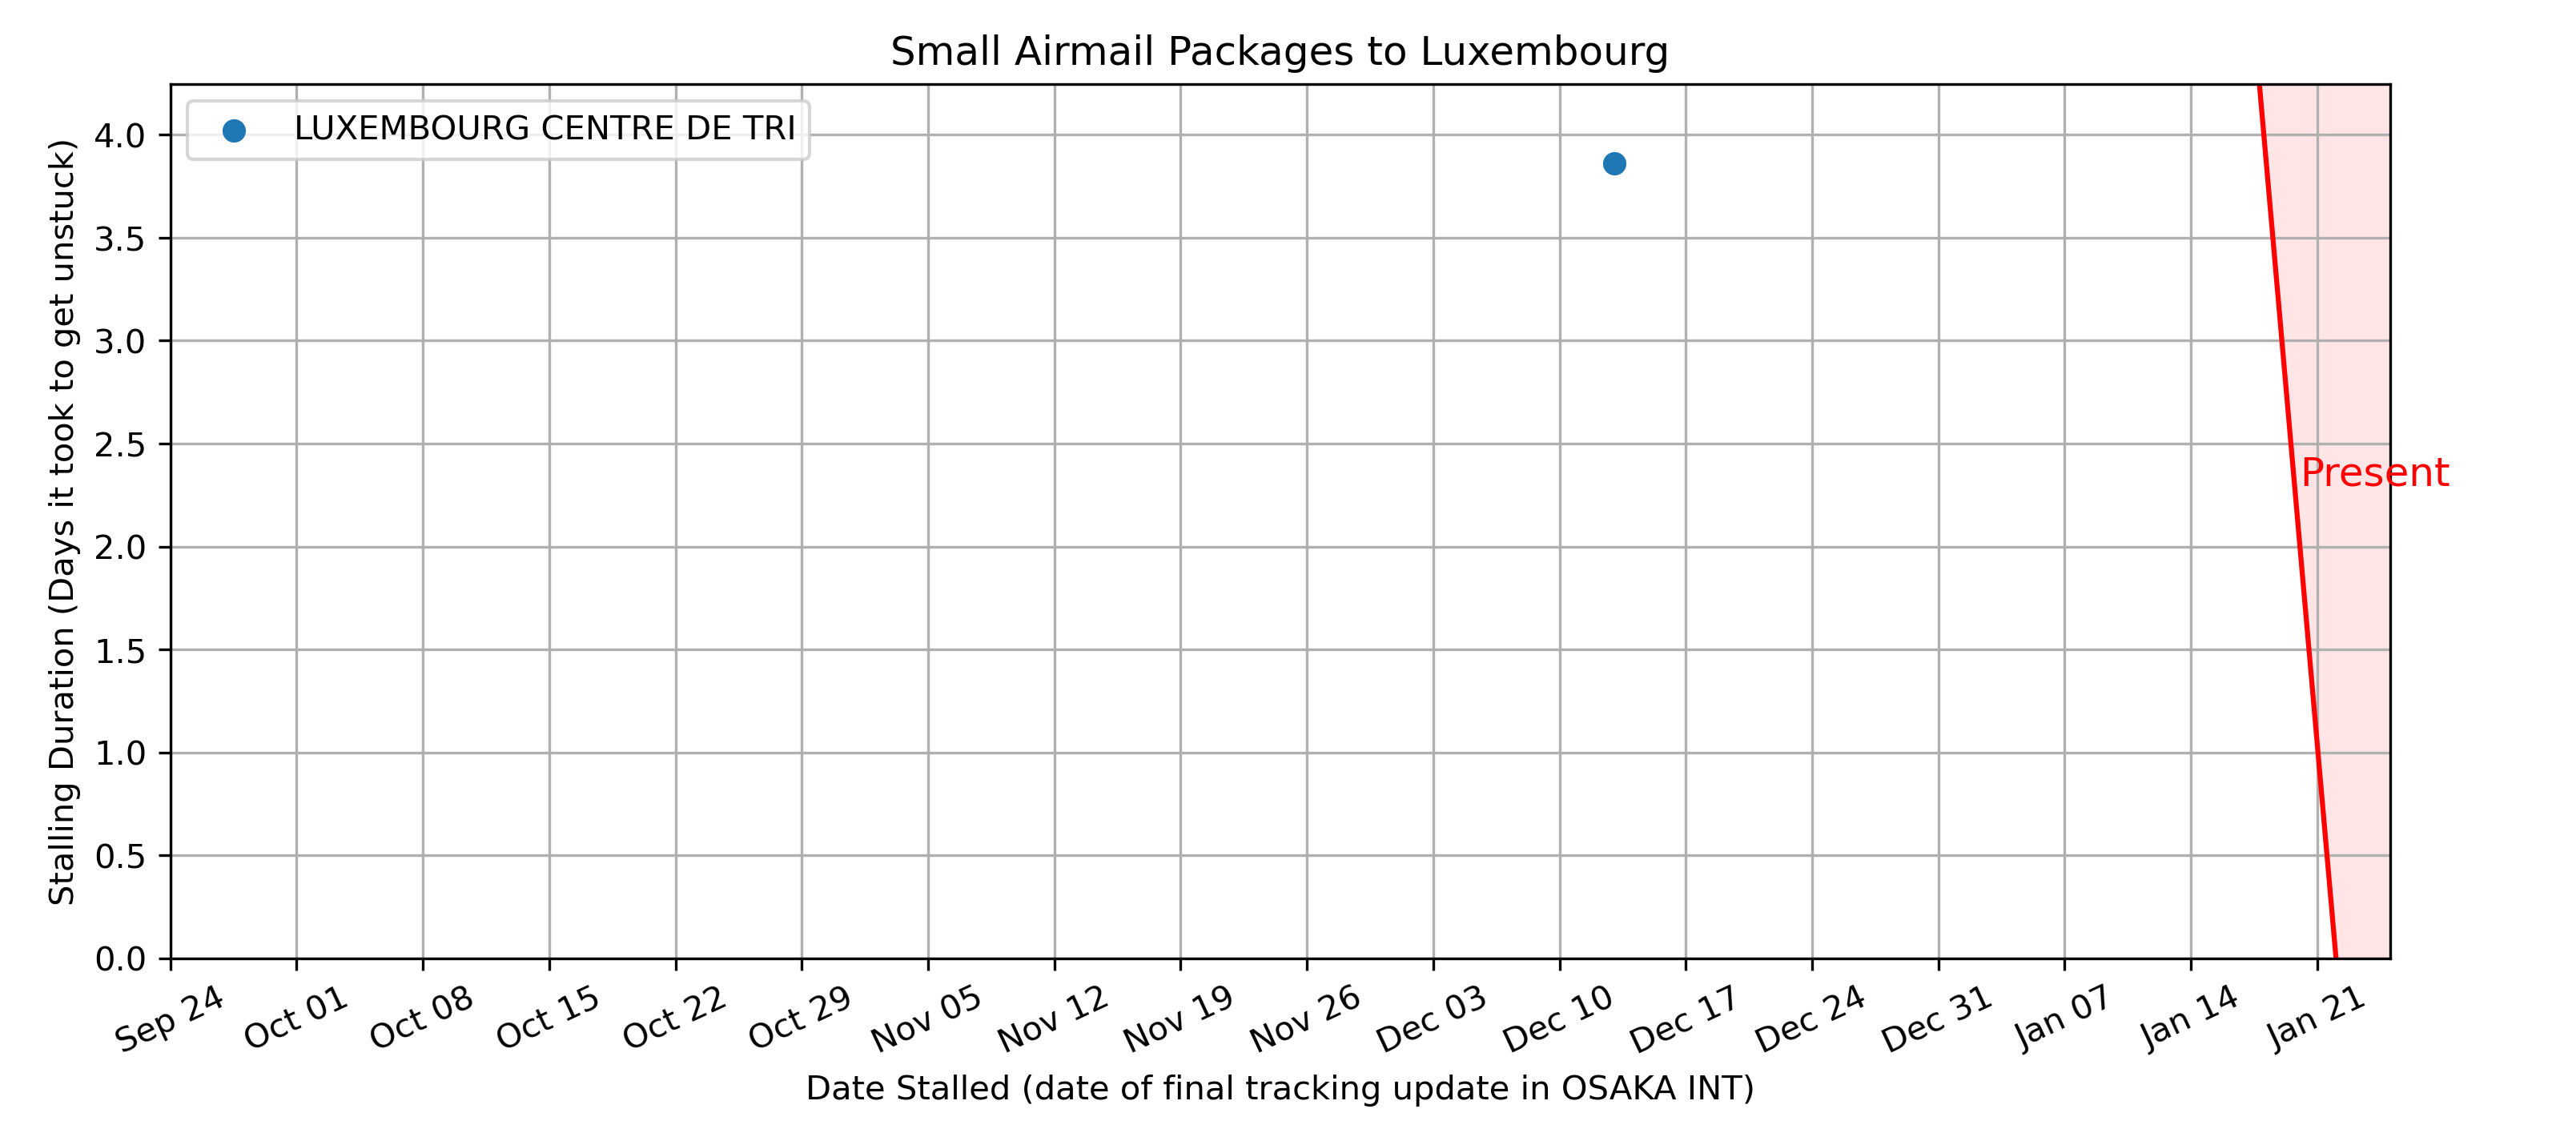 Small Airmail Packages to Luxembourg
LUXEMBOURG CENTRE DE TRI
Stalling Duration (Days it took to get unstuck)
4.0
3.5
3.0
2.5
2.0
1.5
1.0
0.5
0.0
Present
Sep 24 Oct 01 Oct 08 Oct 15 Oct 22 Oct 29 Nov 05 Nov 12 Nov 19 Nov 26 Dec 03 Dec 10 Dec 17 Dec 24 Dec 31 Jan 07 Jan 14 Jan 21
Date Stalled (date of final tracking update in OSAKA INT)